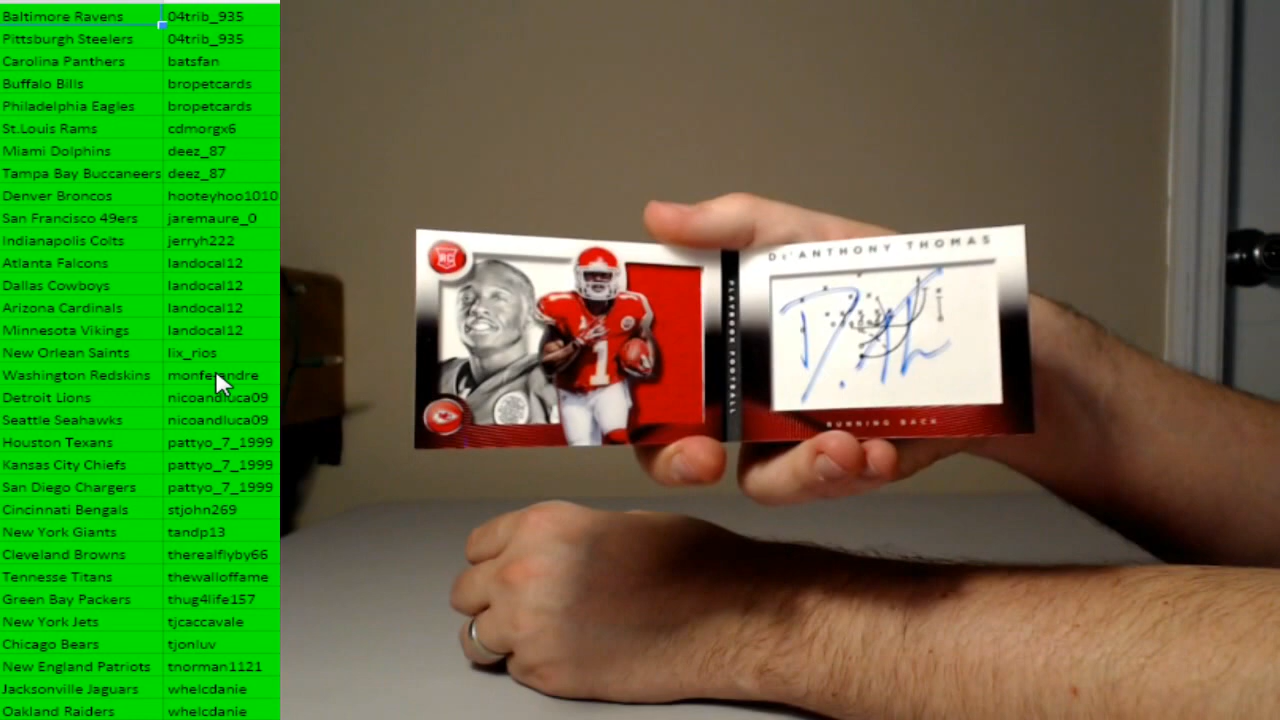 Baltimore Ravens 04trib_935
Pittsburgh Steelers 04trib_935
Carolina Panthers batsfan
Buffalo Bills bropetcards
Philadelphia Eagles bropetcards
St.Louis Rams cdmorgx6
Miami Dolphins deez_87
Tampa Bay Buccaneers deez_87
Denver Broncos hooteyhoo1010
San Francisco 49ers jaremaure_0
Indianapolis Colts jerryh222
Atlanta Falcons landocal12
Dallas Cowboys landocal12
Arizona Cardinals landocal12
Minnesota Vikings landocal12
New Orlean Saints lix_rios
Washington Redskins
Detroit Lions nicoandluca09
Seattle Seahawks nicoandluca09
Houston Texans pattyo_7_1999
Kansas City Chiefs pattyo_7_1999
San Diego Chargers pattyo_7_1999
Cincinnati Bengals stjohn269
New York Giants tandp13
Cleveland Browns therealflyby66
Tennesse Titans thewalloffame
Green Bay Packers thug4life157
New York Jets tjcaccavale
Chicago Bears tjonluv
New England Patriots tnorman1121
Jacksonville Jaguars whelcdanie
Oakland Raiders whelcdanie
RC
1
PLAYBOOK FOOTBALL
De'ANTHONY THOMAS
RUNNING BACK